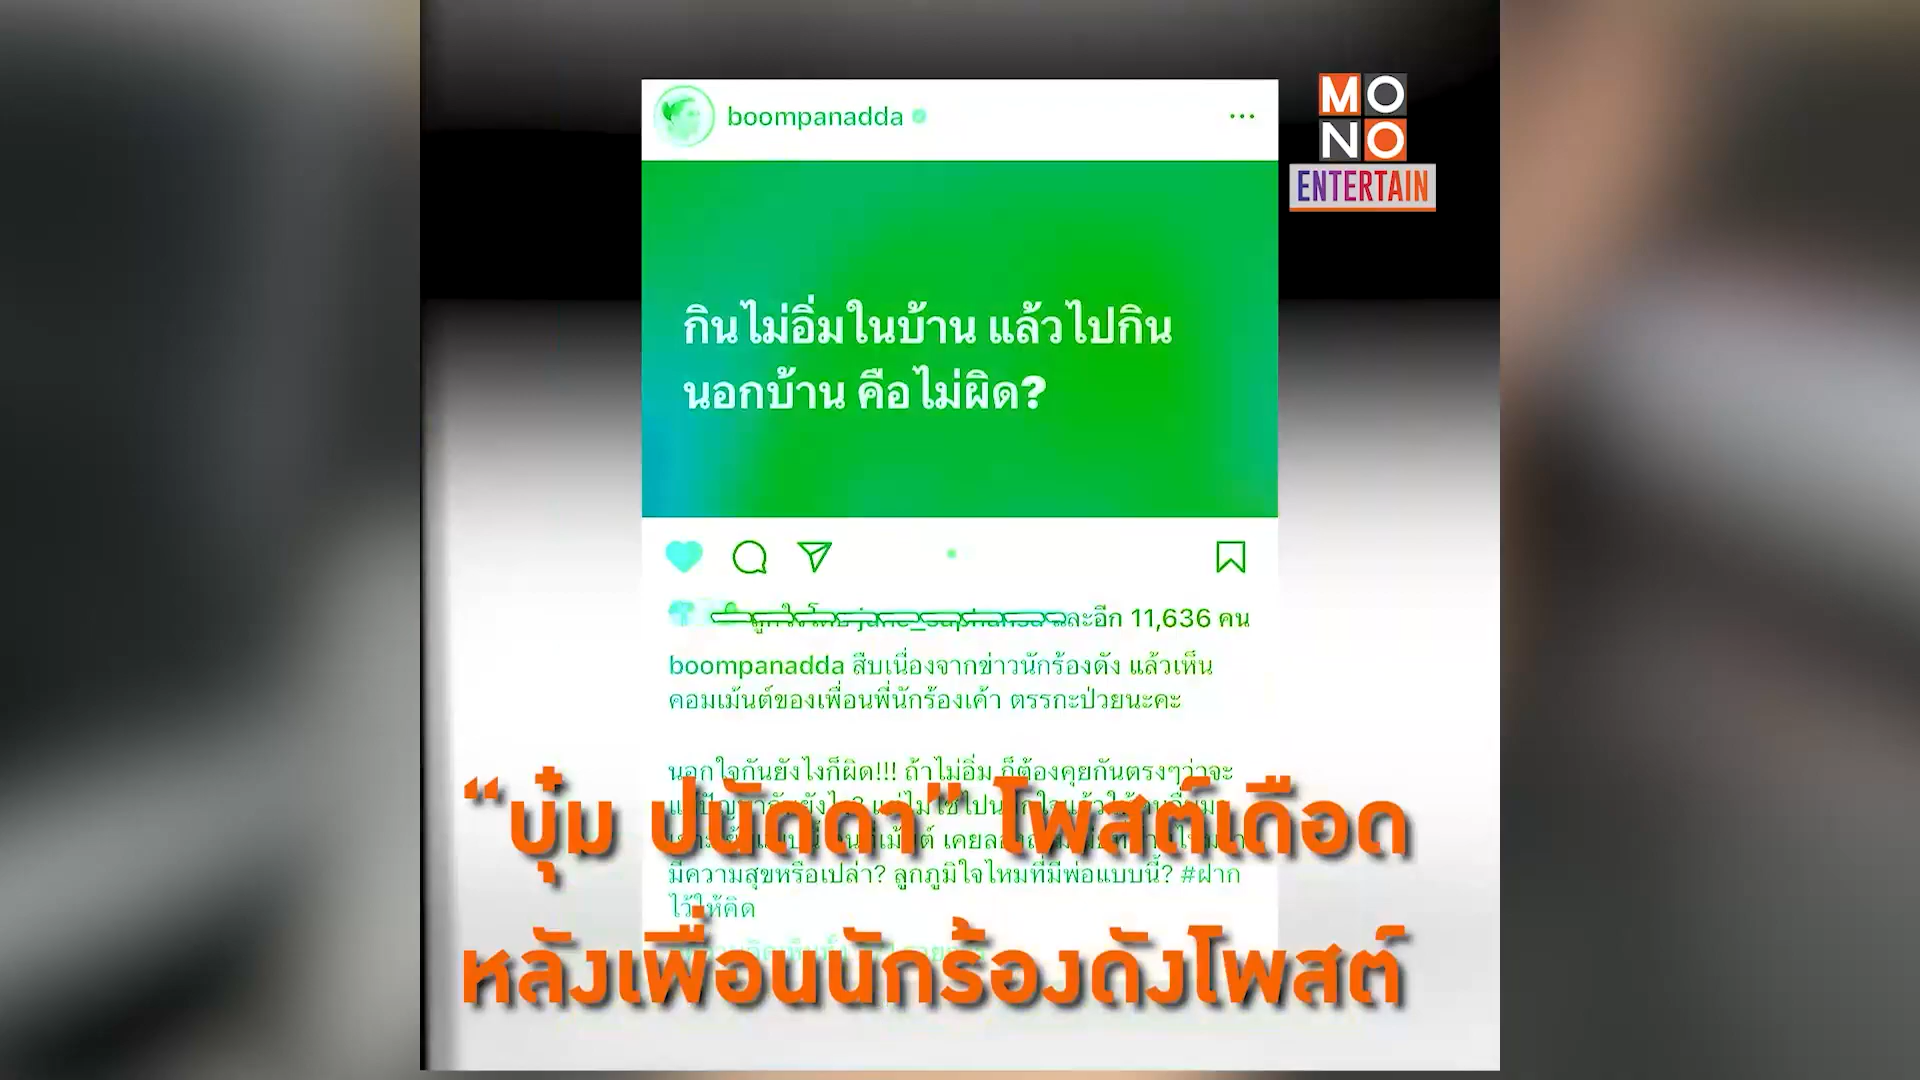 boompanadda
MONO
ENTERTAIN
กินไม่อิ่มในบ้าน แล้วไปกิน
นอกบ้าน คือไม่ผิด?
และอีก 11,636 คน
boompanadda สืบเนื่องจากข่าวนักร้องดัง แล้วเห็น
คอมเม้นต์ของเพื่อนพี่นักร้องเค้า ตรรกะป่วยนะคะ
นอกใจกันยังไงก็ผิด!!! ถ้าไม่อิ่ม ก็ต้องคุยกันตรงๆว่าจะ
มีความสุขหรือเปล่า? ลูกภูมิใจไหมที่มีพ่อแบบนี้? #ฝาก
ไว้ให้คิด
“บุ๋ม ปนัดดา” โพสต์เดือด
หลังเพื่อนนักร้องดังโพสต์